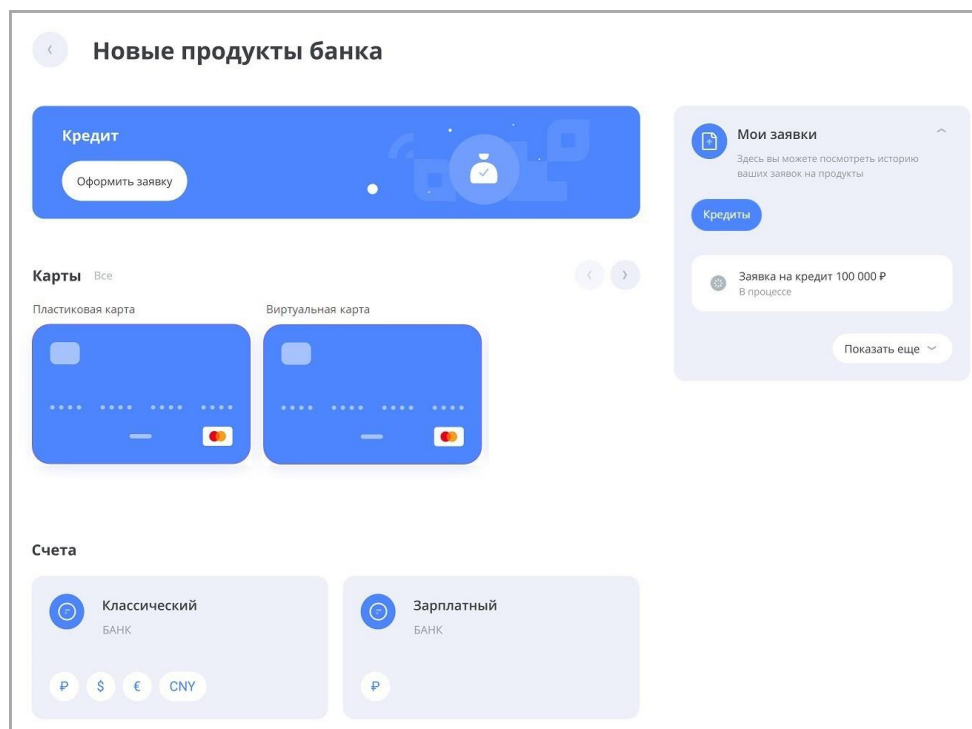 Новые продукты банка
Кредит
Оформить заявку
Мои заявки
Здесь вы можете посмотреть историю
ваших заявок на продукты
Кредиты
Заявка на кредит 100 000 ₽
В процессе
Показать еще
Карты Все
Пластиковая карта
Виртуальная карта
Счета
Классический
БАНК
₽ $ € CNY
Зарплатный
БАНК
₽